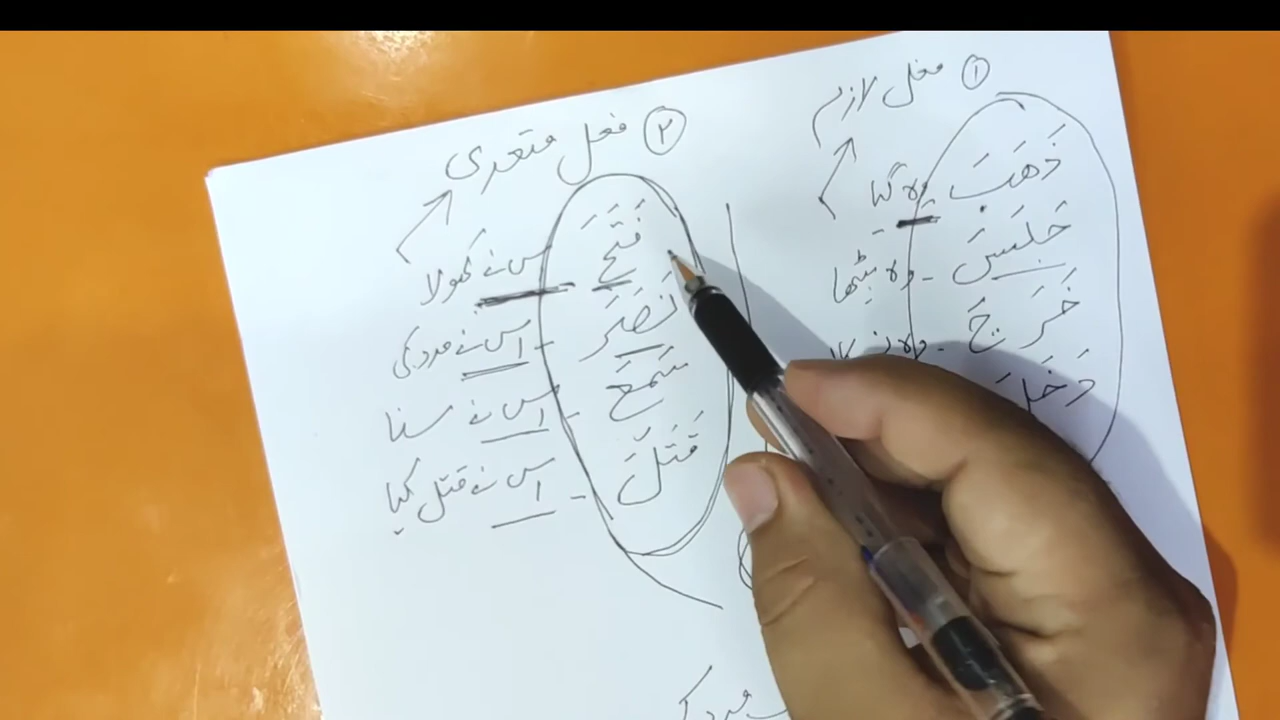 ① فعل لازم
ذَهَبَ وہ گیا
جَلَسَ - وہ بیٹھا
خَرَجَ - وہ
دَخَلَ
② فعل متعدی
فَتَحَ اس نے کھولا
نَصَرَ - اس نے مدد کی
سَمِعَ - اس نے سنا
قَتَلَ - اس نے قتل کیا